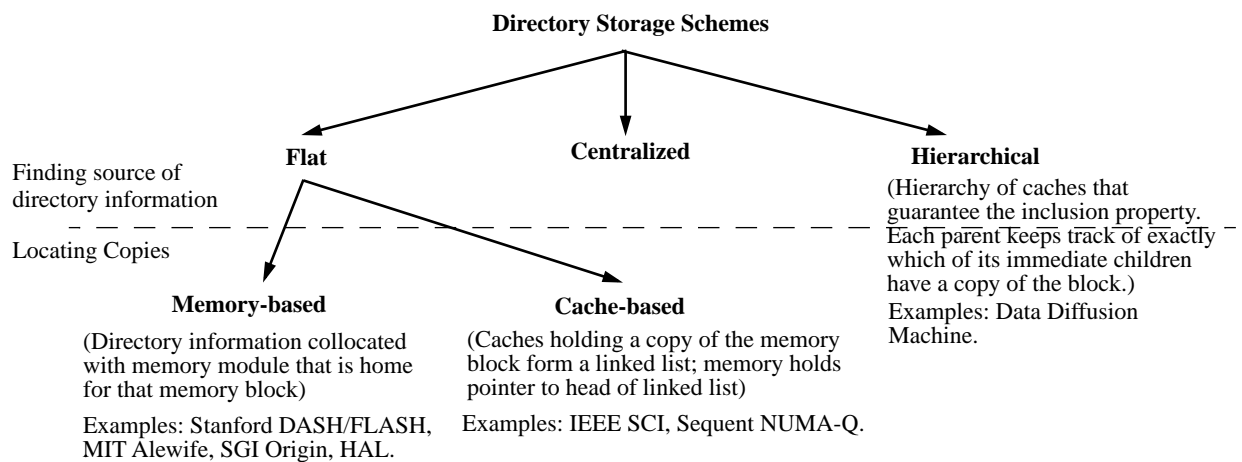 Directory Storage Schemes
Flat
Centralized
Hierarchical
Finding source of
directory information
(Hierarchy of caches that
guarantee the inclusion property.
Each parent keeps track of exactly
which of its immediate children
have a copy of the block.)
Examples: Data Diffusion
Machine.
Locating Copies
Memory-based
(Directory information collocated
with memory module that is home
for that memory block)
Examples: Stanford DASH/FLASH,
MIT Alewife, SGI Origin, HAL.
Cache-based
(Caches holding a copy of the memory
block form a linked list; memory holds
pointer to head of linked list)
Examples: IEEE SCI, Sequent NUMA-Q.